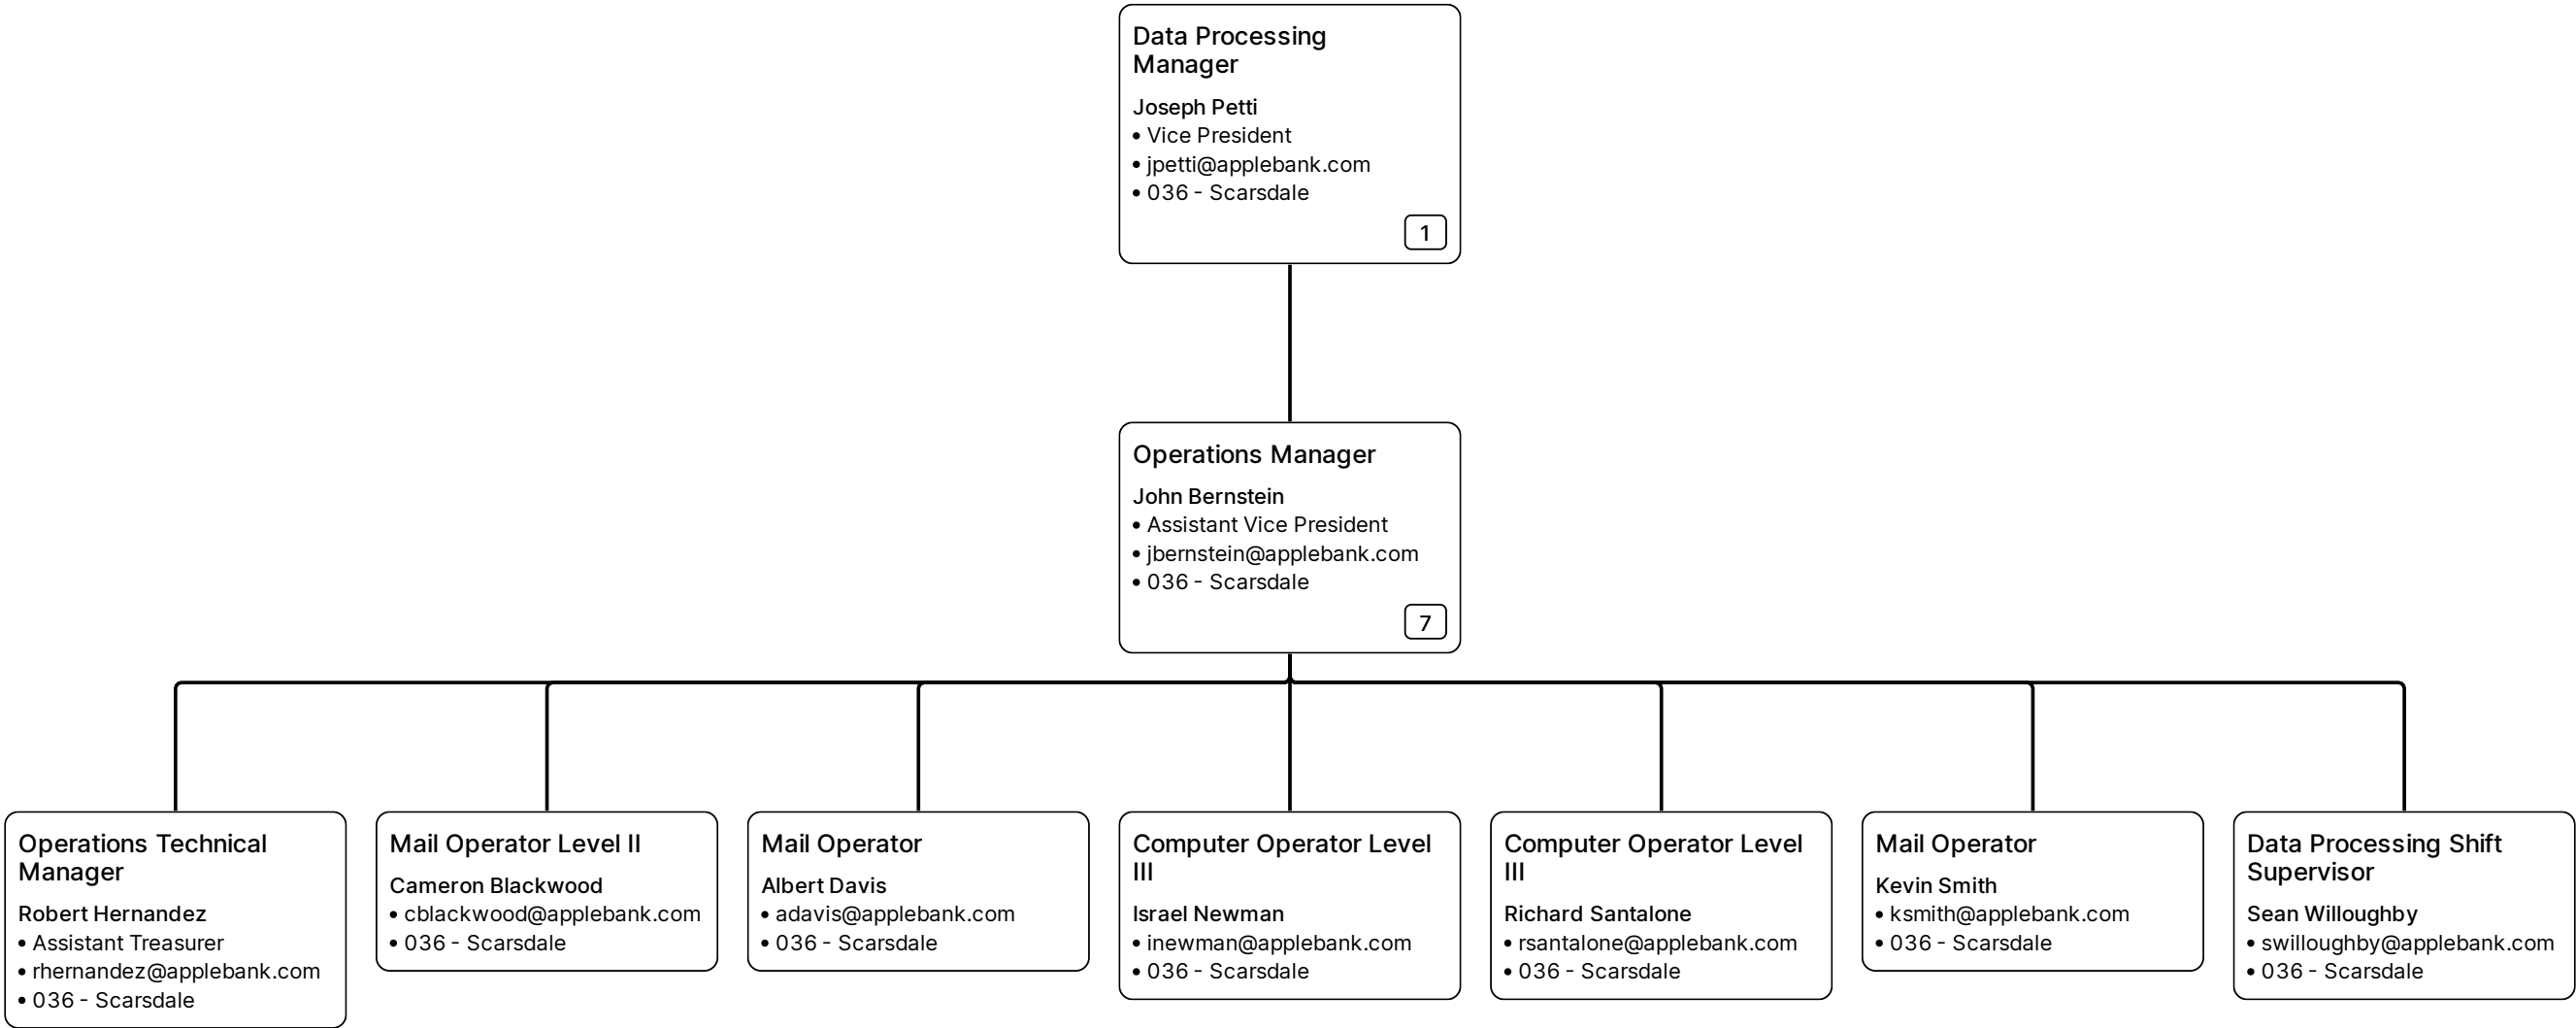 Data Processing
Manager
Joseph Petti
• Vice President
• jpetti@applebank.com
• 036 - Scarsdale
1
Operations Manager
John Bernstein
• Assistant Vice President
• jbernstein@applebank.com
• 036 - Scarsdale
7
Operations Technical
Manager
Robert Hernandez
• Assistant Treasurer
• rhernandez@applebank.com
• 036 - Scarsdale
Mail Operator Level II
Cameron Blackwood
• cblackwood@applebank.com
• 036 - Scarsdale
Mail Operator
Albert Davis
• adavis@applebank.com
• 036 - Scarsdale
Computer Operator Level
III
Israel Newman
• inewman@applebank.com
• 036 - Scarsdale
Computer Operator Level
III
Richard Santalone
• rsantalone@applebank.com
• 036 - Scarsdale
Mail Operator
Kevin Smith
• ksmith@applebank.com
• 036 - Scarsdale
Data Processing Shift
Supervisor
Sean Willoughby
• swilloughby@applebank.com
• 036 - Scarsdale